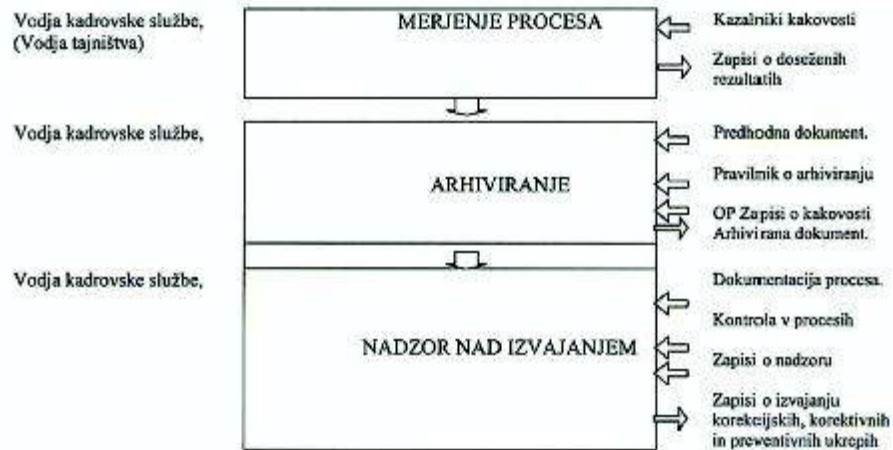 Vodja kadrovske službe,
(Vodja tajništva)
MERJENJE PROCESA
Kazalniki kakovosti
Zapisi o doseženih
rezultatih
Vodja kadrovske službe,
ARHIVIRANJE
Predhodna dokument.
Pravilnik o arhiviranju
OP Zapisi o kakovosti
Arhivirana dokument.
Vodja kadrovske službe,
NADZOR NAD IZVAJANJEM
Dokumentacija procesa.
Kontrola v procesih
Zapisi o nadzoru
Zapisi o izvajanju
korekcijskih, korektivnih
in preventivnih ukrepih